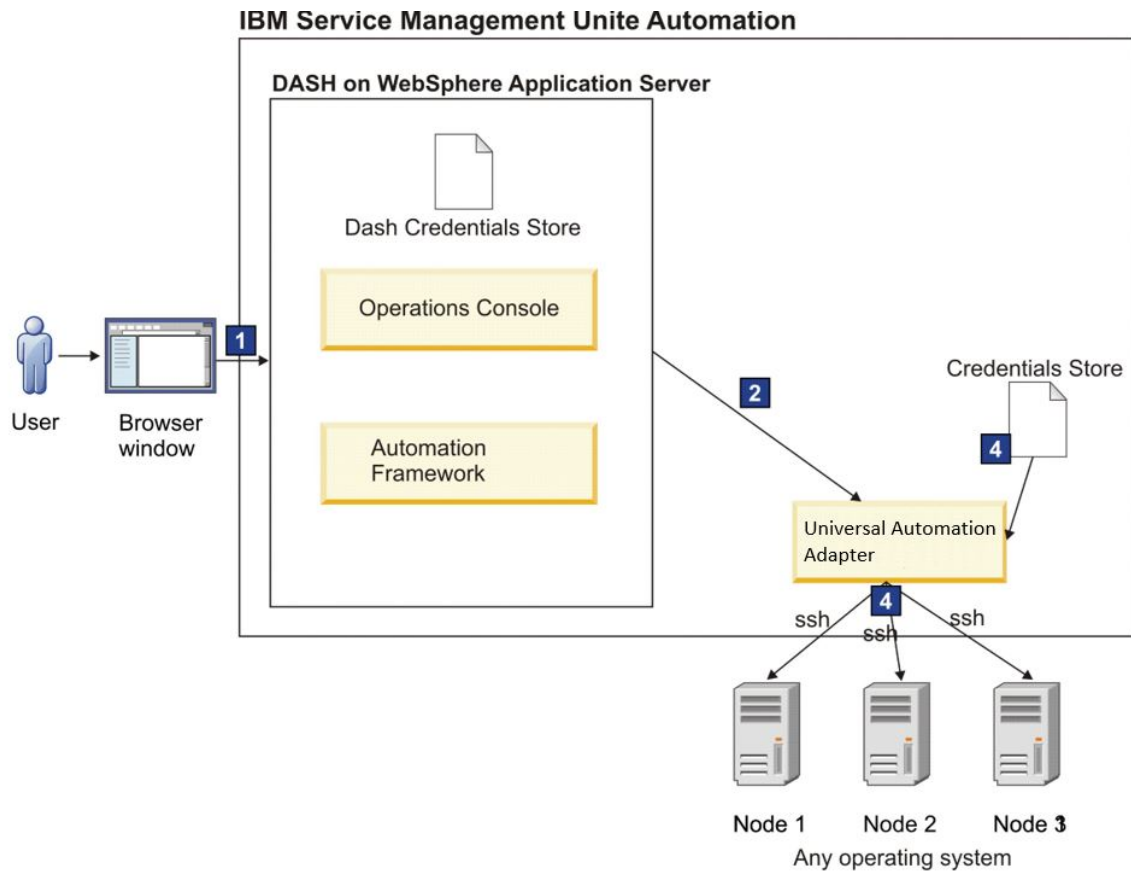 IBM Service Management Unite Automation
DASH on WebSphere Application Server
Dash Credentials Store
Operations Console
Automation
Framework
User
Browser
window
1
2
Credentials Store
4
Universal Automation
Adapter
4
ssh
ssh
ssh
Node 1
Node 2
Node 3
Any operating system